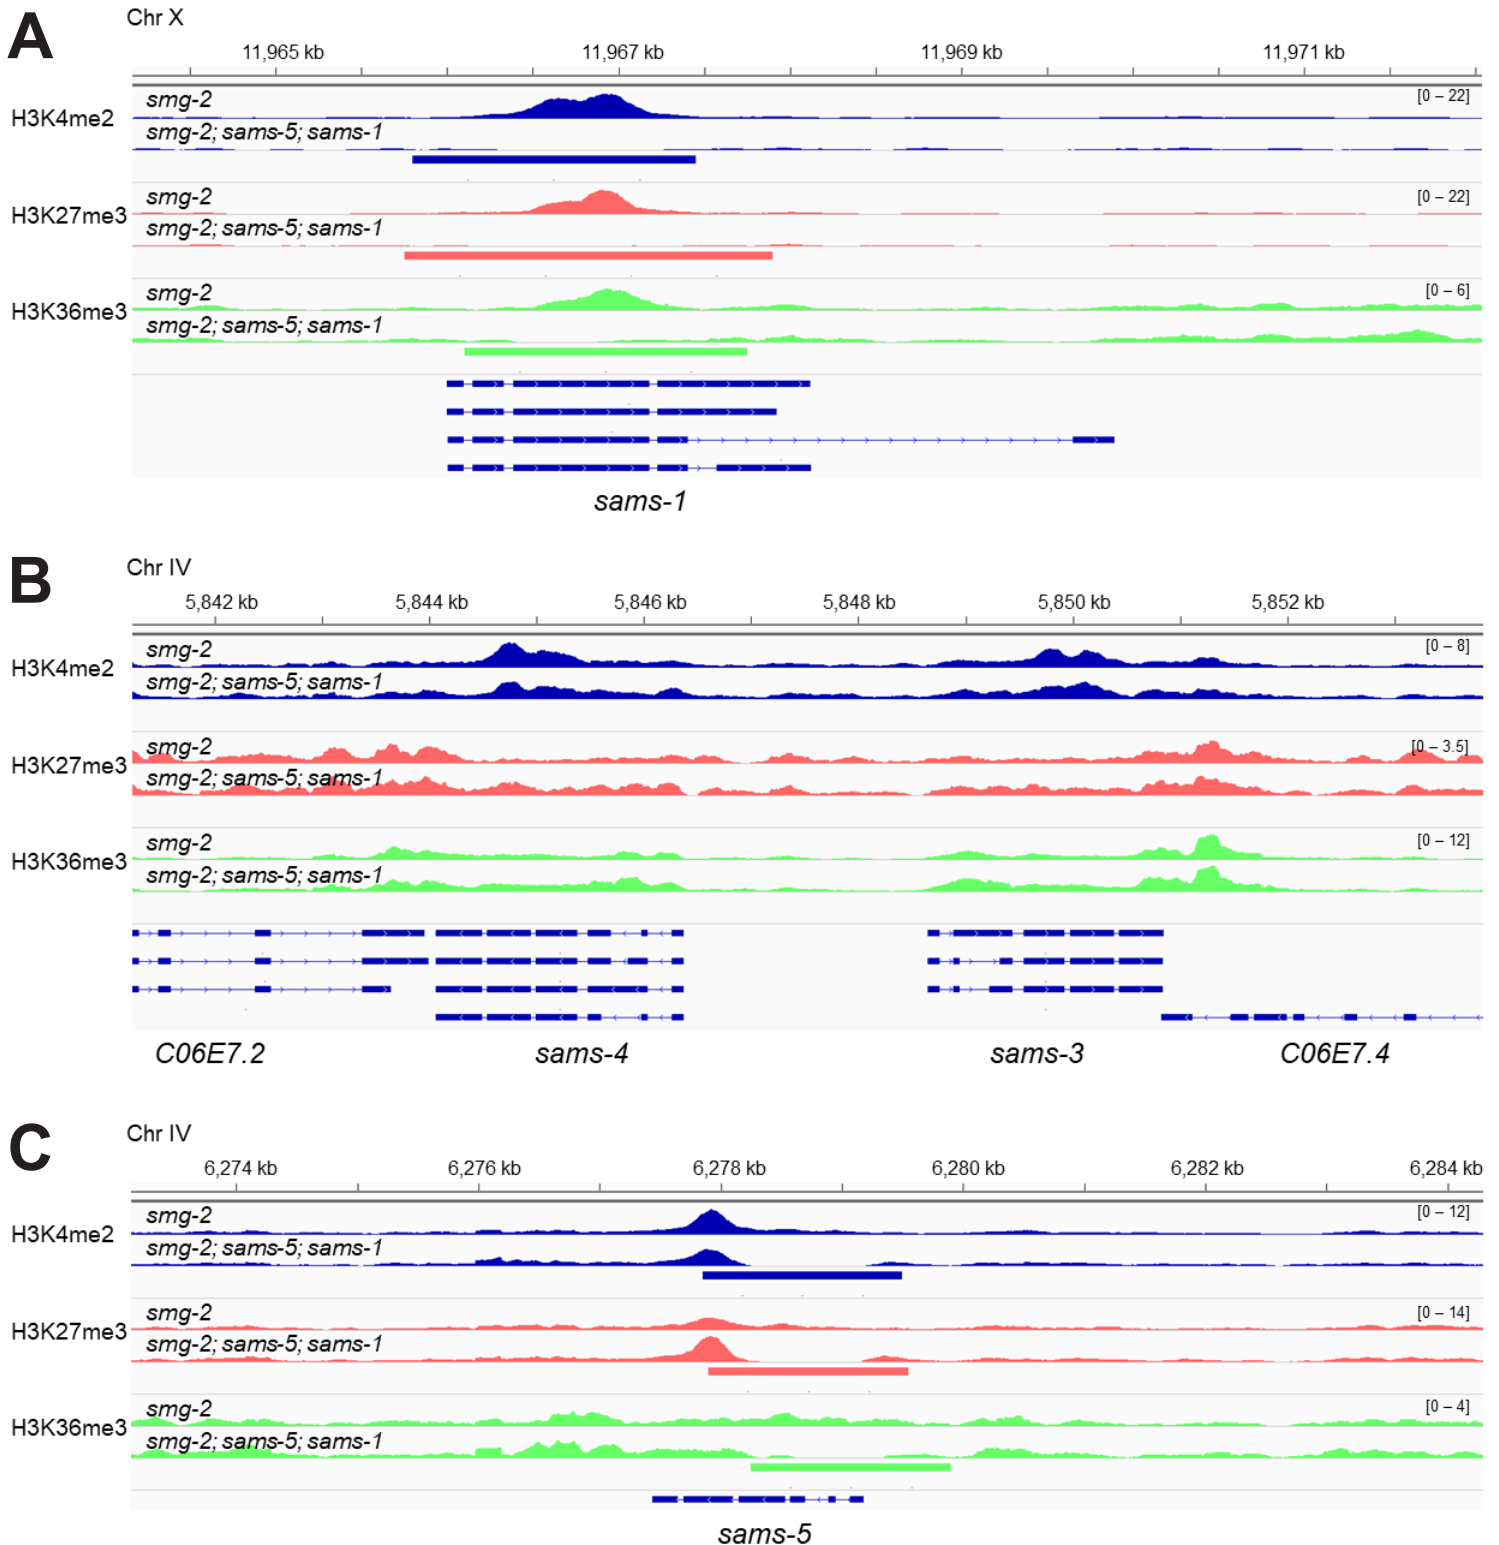 A
Chr X
11,965 kb 11,967 kb 11,969 kb 11,971 kb
H3K4me2
smg-2
[0 – 22]
smg-2; sams-5; sams-1
H3K27me3
smg-2
[0 – 22]
smg-2; sams-5; sams-1
H3K36me3
smg-2
[0 – 6]
smg-2; sams-5; sams-1
sams-1
B
Chr IV
5,842 kb 5,844 kb 5,846 kb 5,848 kb 5,850 kb 5,852 kb
H3K4me2
smg-2
[0 – 8]
smg-2; sams-5; sams-1
H3K27me3
smg-2
[0 – 3.5]
smg-2; sams-5; sams-1
H3K36me3
smg-2
[0 – 12]
smg-2; sams-5; sams-1
C06E7.2 sams-4 sams-3 C06E7.4
C
Chr IV
6,274 kb 6,276 kb 6,278 kb 6,280 kb 6,282 kb 6,284 kb
H3K4me2
smg-2
[0 – 12]
smg-2; sams-5; sams-1
H3K27me3
smg-2
[0 – 14]
smg-2; sams-5; sams-1
H3K36me3
smg-2
[0 – 4]
smg-2; sams-5; sams-1
sams-5